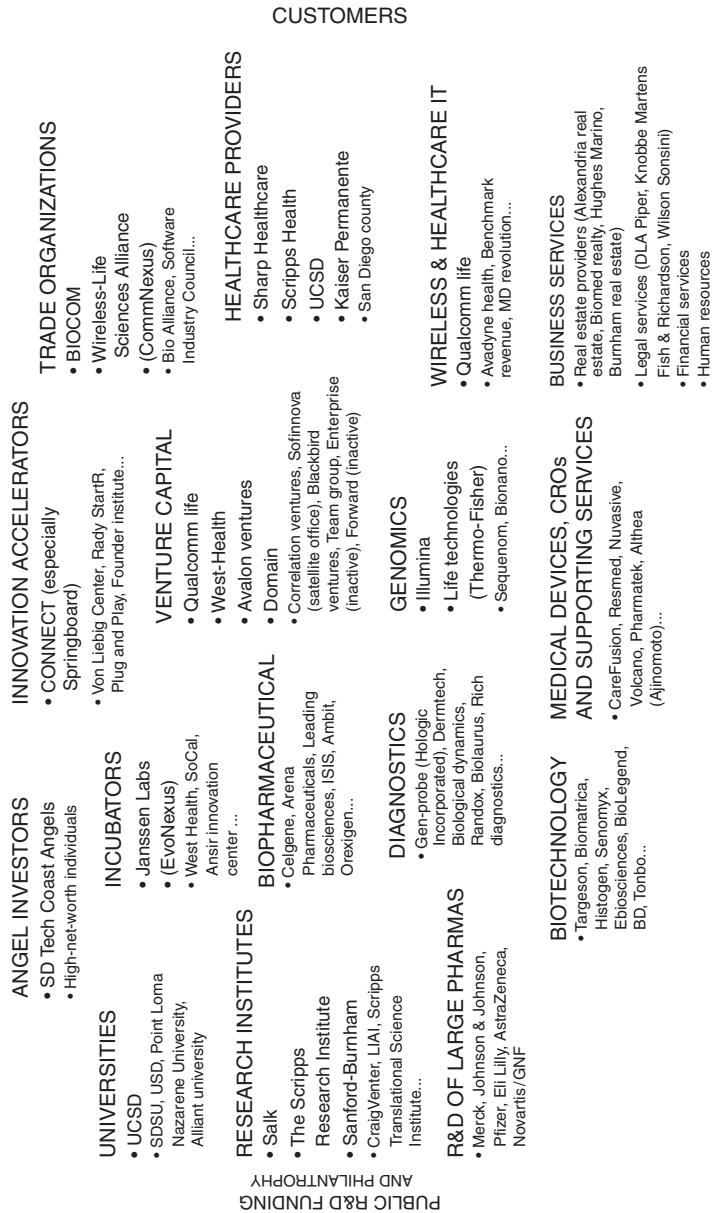 PUBLIC R&D FUNDING
AND PHILANTROPHY
ANGEL INVESTORS
• SD Tech Coast Angels
• High-net-worth individuals
UNIVERSITIES
• UCSD
• SDSU, USD, Point Loma
Nazarene University,
Alliant university
RESEARCH INSTITUTES
• Salk
• The Scripps
Research Institute
• Sanford-Burnham
• CraigVenter, LIAI, Scripps
Translational Science
Institute...
R&D OF LARGE PHARMAS
• Merck, Johnson & Johnson,
Pfizer, Eli Lilly, AstraZeneca,
Novartis/GNF
INNOVATION ACCELERATORS
• CONNECT (especially
Springboard)
• Von Liebig Center, Rady StartR,
Plug and Play, Founder institute...
INCUBATORS
• Janssen Labs
• (EvoNexus)
• West Health, SoCal,
Ansir innovation
center ...
BIOPHARMACEUTICAL
• Celgene, Arena
Pharmaceuticals, Leading
biosciences, ISIS, Ambit,
Orexigen...
DIAGNOSTICS
• Gen-probe (Hologic
Incorporated), Dermtech,
Biological dynamics,
Randox, Biolaurus, Rich
diagnostics...
BIOTECHNOLOGY
• Targeson, Biomatrica,
Histogen, Senomyx,
Ebiosciences, BioLegend,
BD, Tonbo...
VENTURE CAPITAL
• Qualcomm life
• West-Health
• Avalon ventures
• Domain
• Correlation ventures, Sofinnova
(satellite office), Blackbird
ventures, Team group, Enterprise
(inactive), Forward (inactive)
GENOMICS
• Illumina
• Life technologies
(Thermo-Fisher)
• Sequenom, Bionano...
MEDICAL DEVICES, CROs
AND SUPPORTING SERVICES
• CareFusion, Resmed, Nuvasive,
Volcano, Pharmatek, Althea
(Ajinomoto)...
TRADE ORGANIZATIONS
• BIOCOM
• Wireless-Life
Sciences Alliance
• (CommNexus)
• Bio Alliance, Software
Industry Council...
HEALTHCARE PROVIDERS
• Sharp Healthcare
• Scripps Health
• UCSD
• Kaiser Permanente
• San Diego county
WIRELESS & HEALTHCARE IT
• Qualcomm life
• Avadyne health, Benchmark
revenue, MD revolution...
BUSINESS SERVICES
• Real estate providers (Alexandria real
estate, Biomed realty, Hughes Marino,
Burnham real estate)
• Legal services (DLA Piper, Knobbe Martens
Fish & Richardson, Wilson Sonsini)
• Financial services
• Human resources
CUSTOMERS